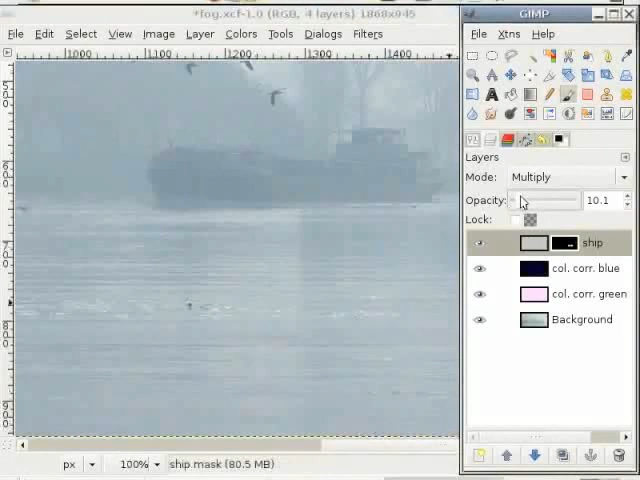 *fog.xcf-1.0 (RGB, 4 layers) 1868x945
GIMP
File Edit Select View Image Layer Colors Tools Dialogs Filters
File Xtns Help
1000 1100 1200 1300 1400
Layers
Mode: Multiply
Opacity: 10.1
Lock:
ship
col. corr. blue
col. corr. green
Background
px 100% ship.mask (80.5 MB)